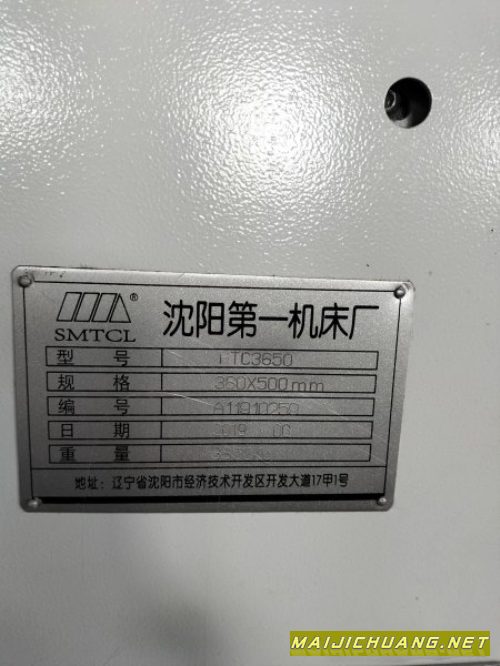 ®
SMTCL 沈阳第一机床厂
型号 HTC3650
规格 360X500mm
编号
日期 2019
重量
地址: 辽宁省沈阳市经济技术开发区开发大道17甲1号
MAIJICHUANG.NET